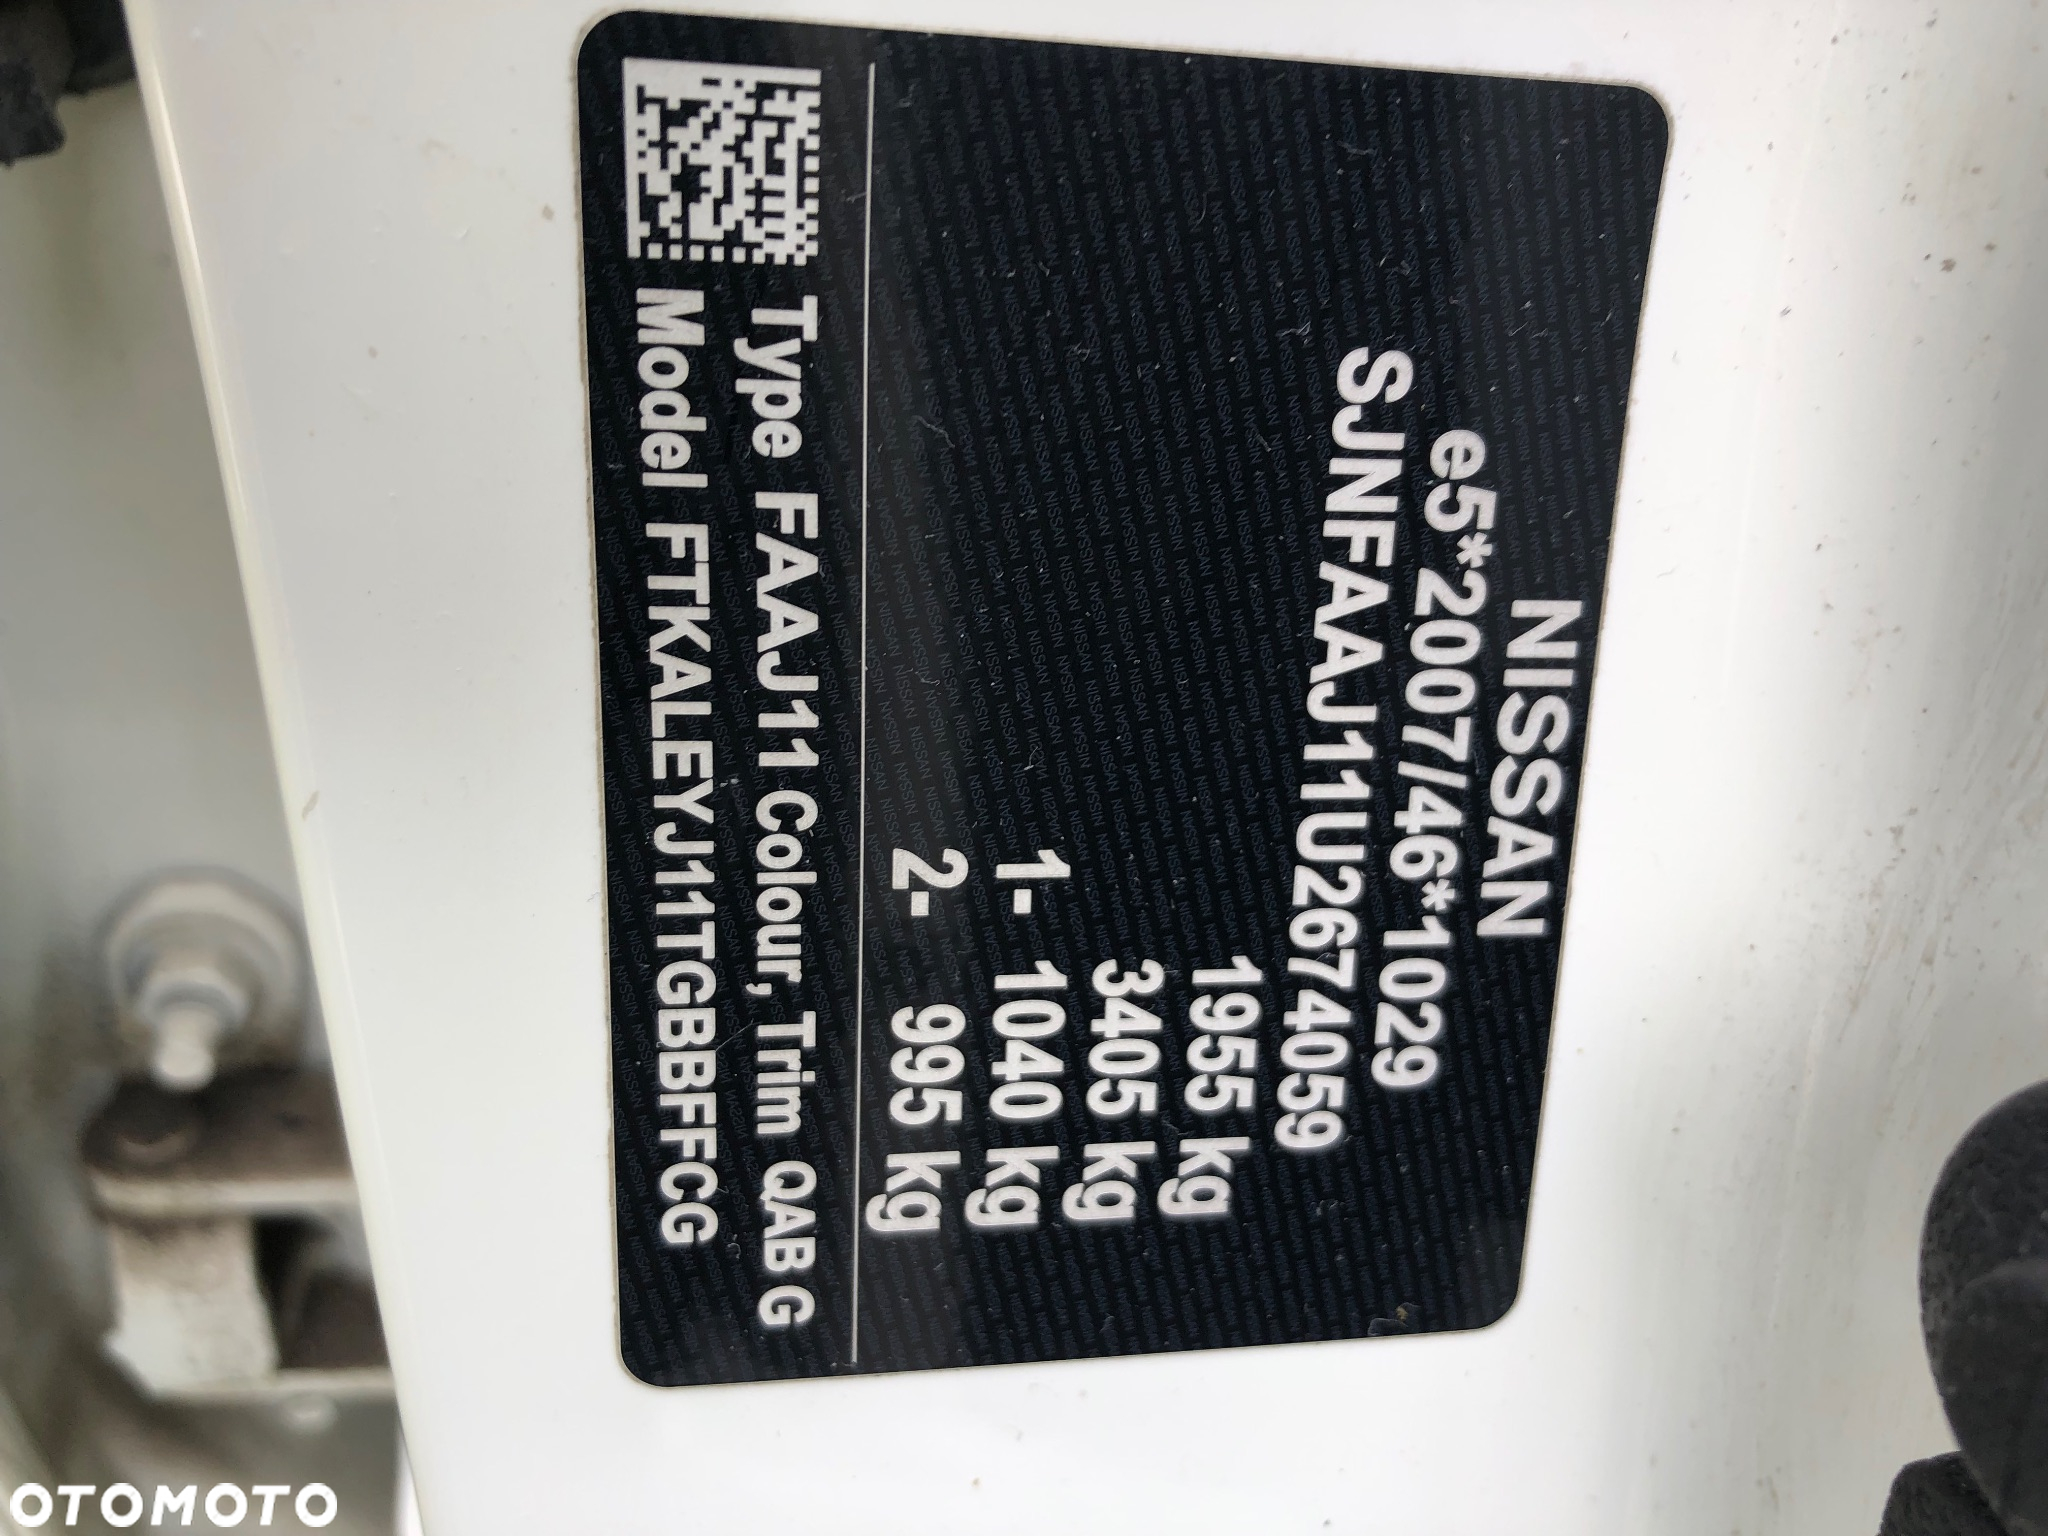 NISSAN
e5*2007/46*1029
SJNFAAJ11U2674059
1955 kg
3405 kg
1- 1040 kg
2- 995 kg
Type FAAJ11 Colour, Trim QAB G
Model FTKALEYJ11TGBBFFCG
OTOMOTO